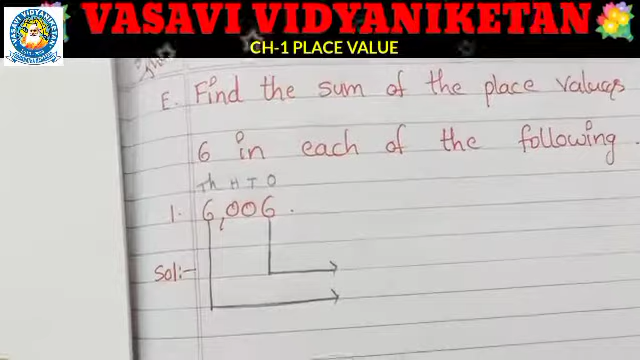 VASAVI VIDYANIKETAN
CH-1 PLACE VALUE
E. Find the sum of the place values
6 in each of the following.
Th H T O
1. 6,006.
Sol:-